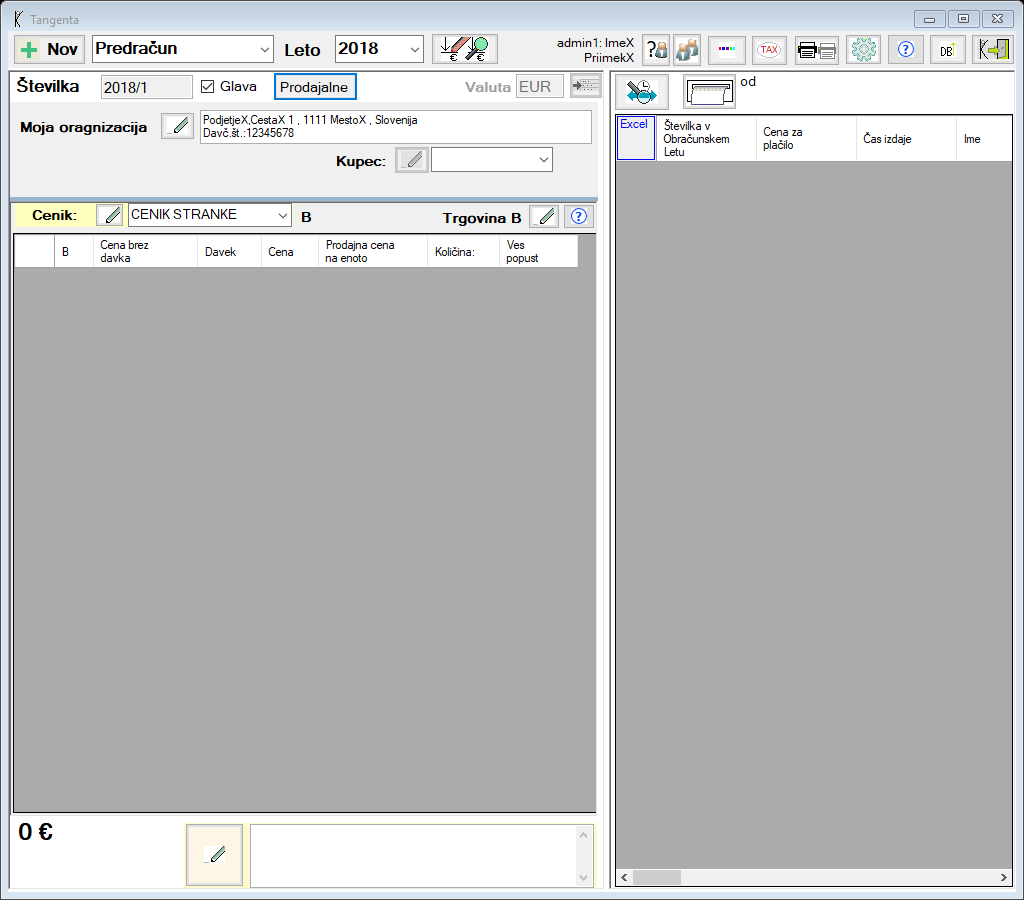 Tangenta
Nov
Predračun
Leto
2018
€
€
admin1: ImeX
PriimekX
?
TAX
?
DB
Številka
2018/1
Glava
Prodajalne
Valuta
EUR
Moja oragnizacija
PodjetjeX,CestaX 1 , 1111 MestoX , Slovenija
Davč.št.:12345678
Kupec:
Cenik:
CENIK STRANKE
B
Trgovina B
?
B
Cena brez
davka
Davek
Cena
Prodajna cena
na enoto
Količina:
Ves
popust
0 €
od
Excel
Številka v
Obračunskem
Letu
Cena za
plačilo
Čas izdaje
Ime